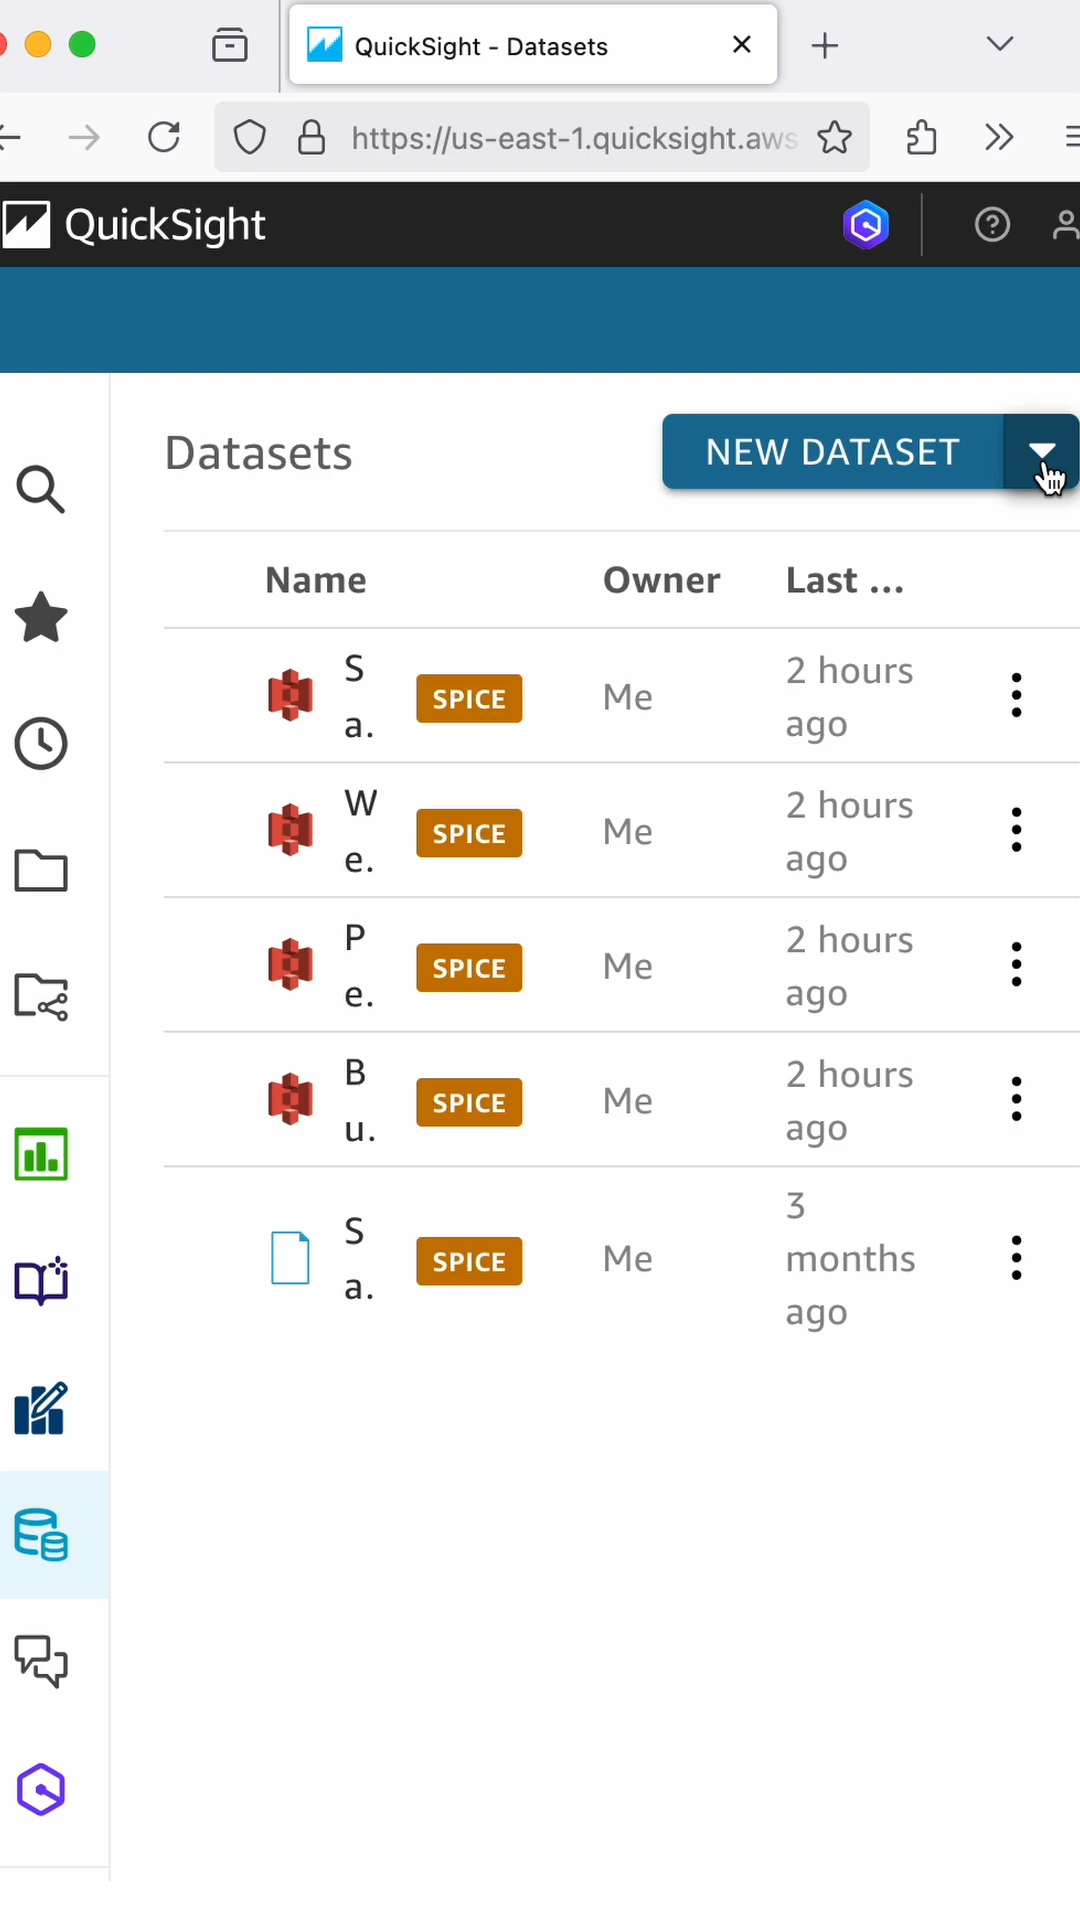 QuickSight - Datasets
https://us-east-1.quicksight.aws
QuickSight
Datasets
NEW DATASET
Name Owner Last ...
S
a.
SPICE
Me
2 hours
ago
W
e.
SPICE
Me
2 hours
ago
P
e.
SPICE
Me
2 hours
ago
B
u.
SPICE
Me
2 hours
ago
S
a.
SPICE
Me
3
months
ago